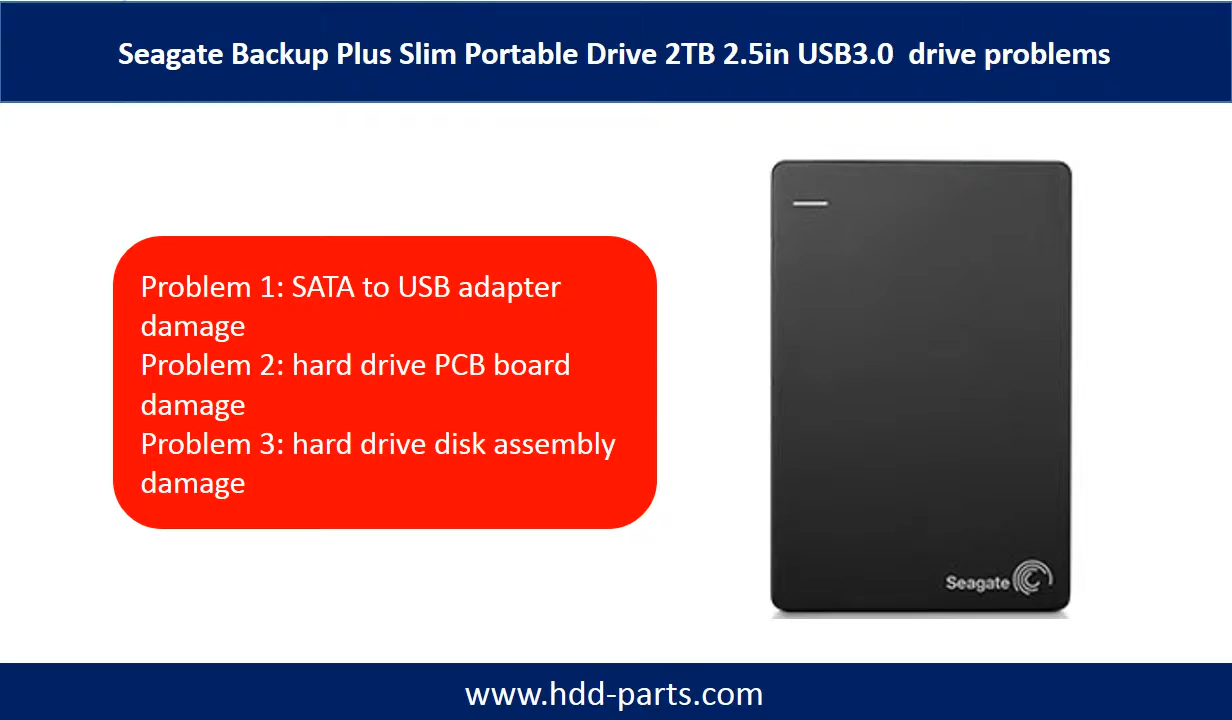 Seagate Backup Plus Slim Portable Drive 2TB 2.5in USB3.0  drive problems
Problem 1: SATA to USB adapter
damage
Problem 2: hard drive PCB board
damage
Problem 3: hard drive disk assembly
damage
Seagate
www.hdd-parts.com